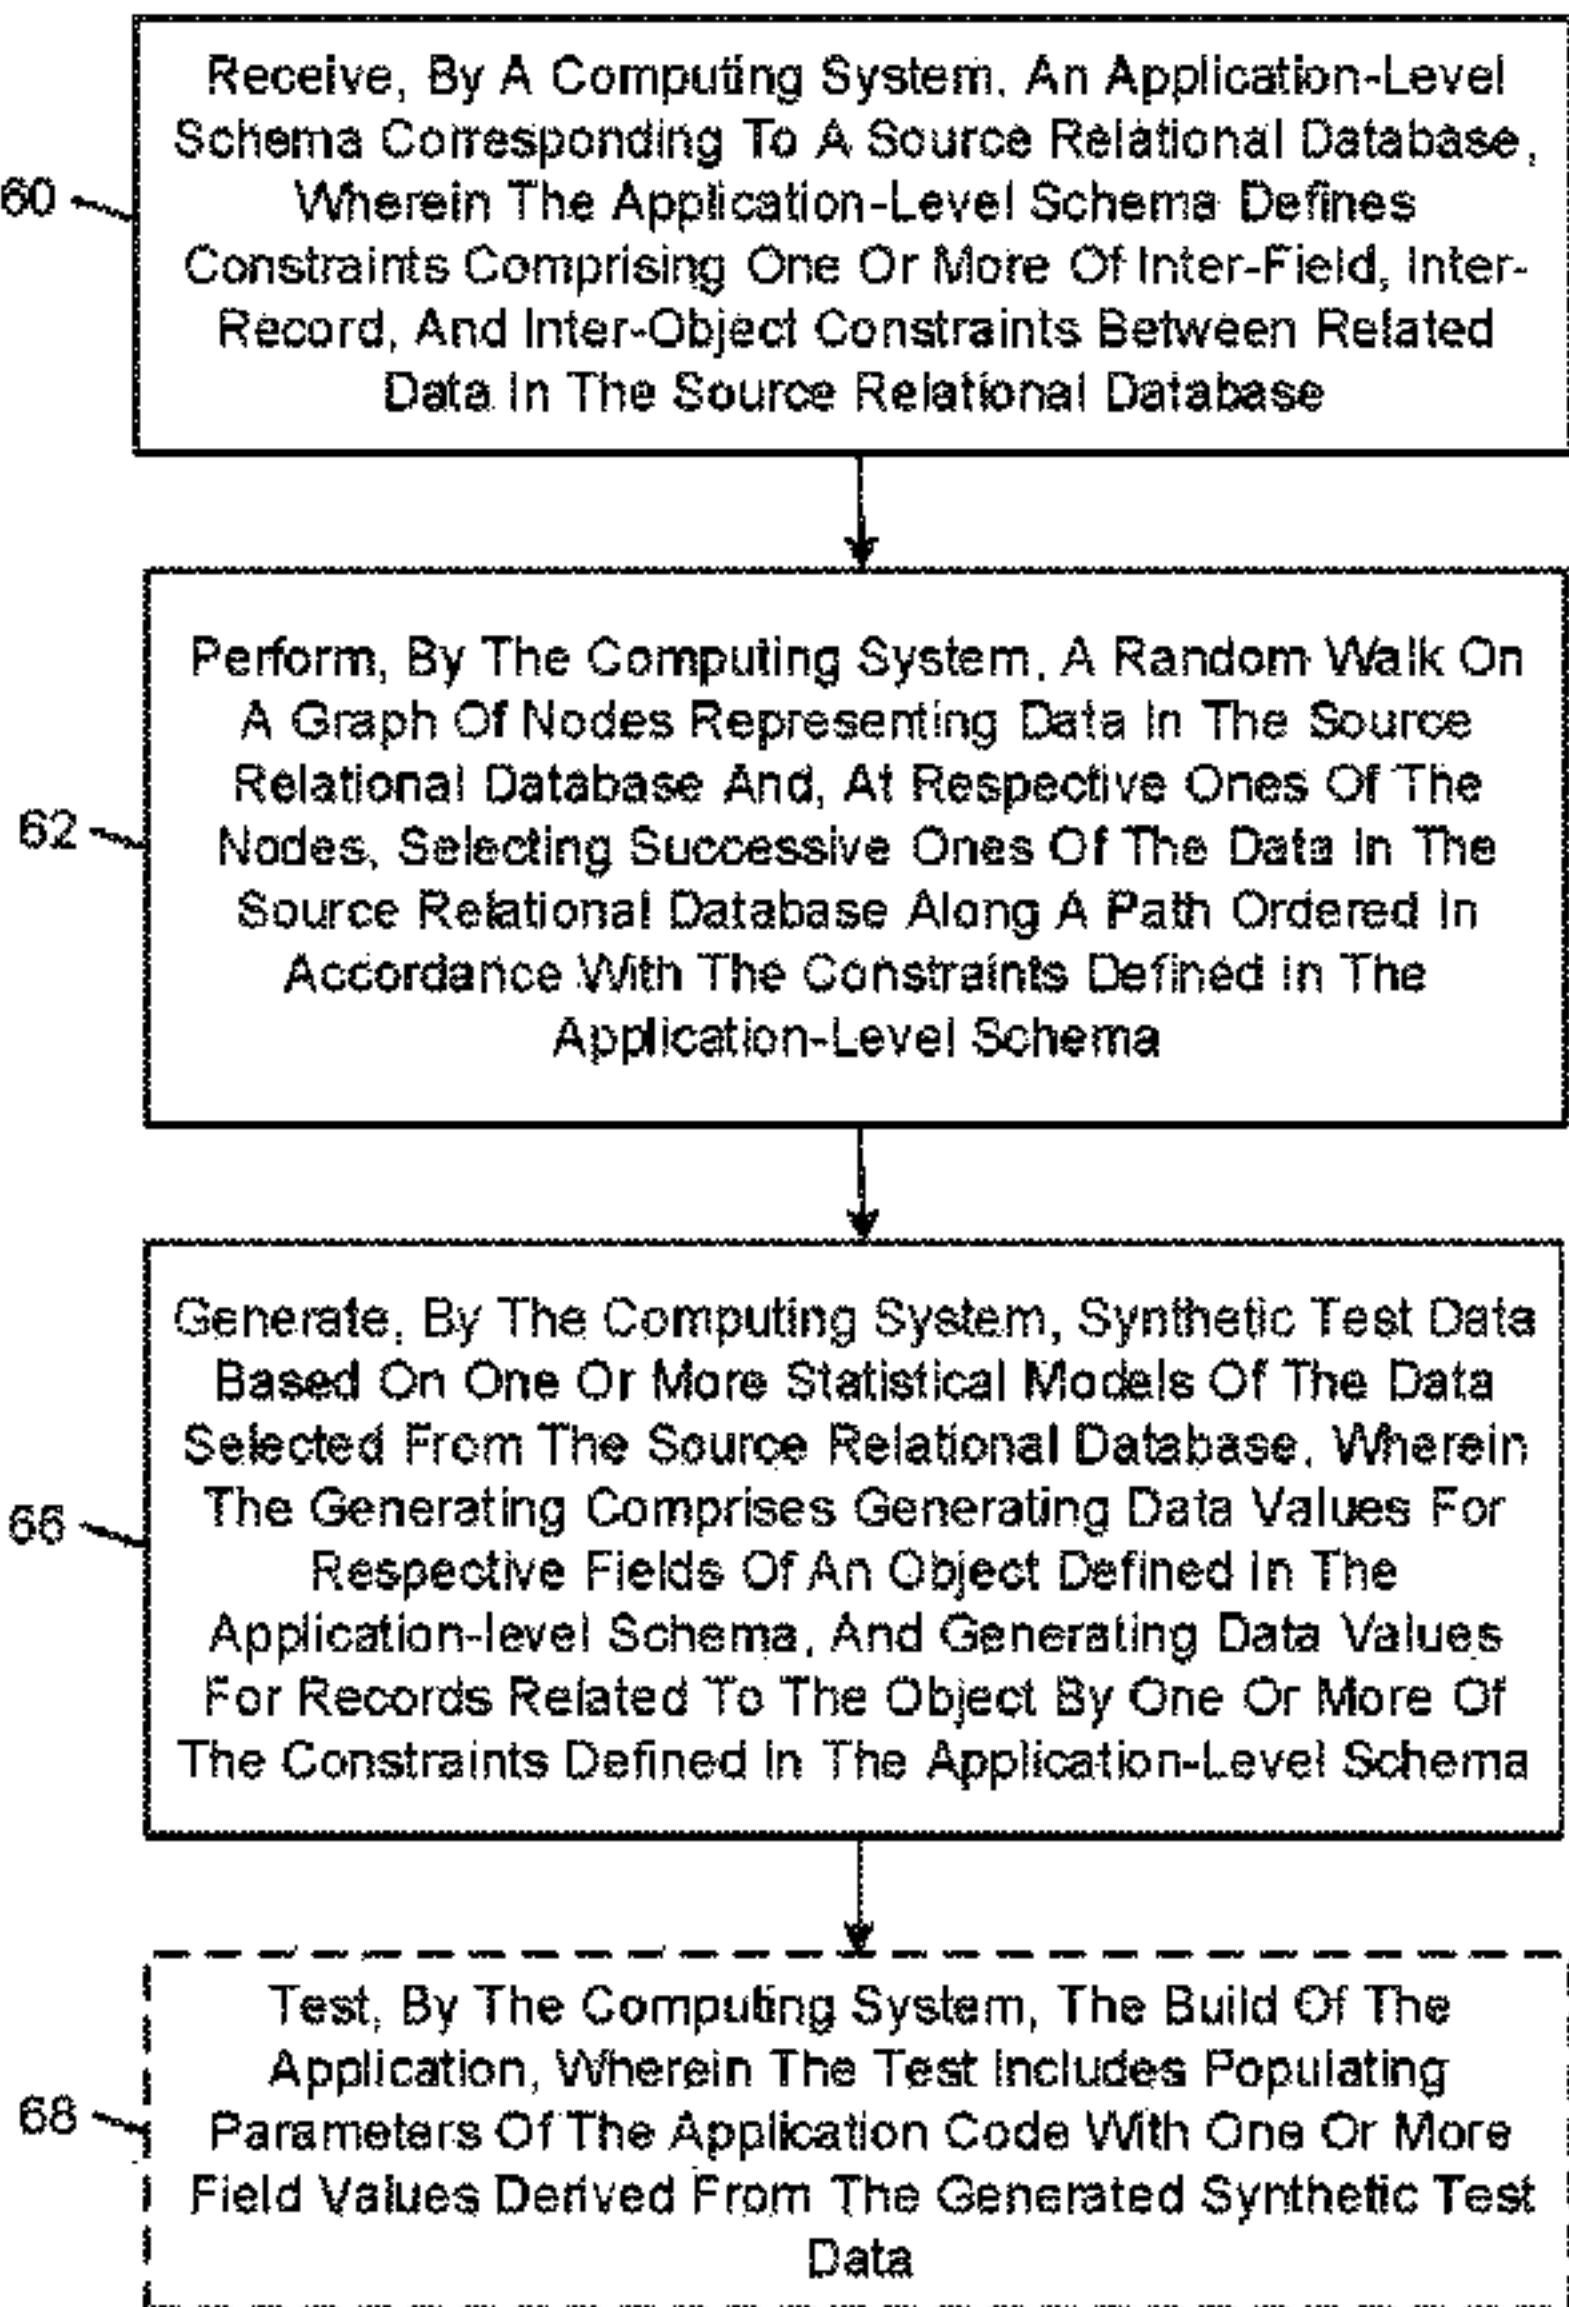 Receive, By A Computing System, An Application-Level
Schema Corresponding To A Source Relational Database,
Wherein The Application-Level Schema Defines
Constraints Comprising One Or More Of Inter-Field, Inter-
Record, And Inter-Object Constraints Between Related
Data In The Source Relational Database
60
Perform, By The Computing System, A Random Walk On
A Graph Of Nodes Representing Data In The Source
Relational Database And, At Respective Ones Of The
Nodes, Selecting Successive Ones Of The Data In The
Source Relational Database Along A Path Ordered In
Accordance With The Constraints Defined In The
Application-Level Schema
62
Generate, By The Computing System, Synthetic Test Data
Based On One Or More Statistical Models Of The Data
Selected From The Source Relational Database, Wherein
The Generating Comprises Generating Data Values For
Respective Fields Of An Object Defined In The
Application-level Schema, And Generating Data Values
For Records Related To The Object By One Or More Of
The Constraints Defined In The Application-Level Schema
66
Test, By The Computing System, The Build Of The
Application, Wherein The Test Includes Populating
Parameters Of The Application Code With One Or More
Field Values Derived From The Generated Synthetic Test
Data
68